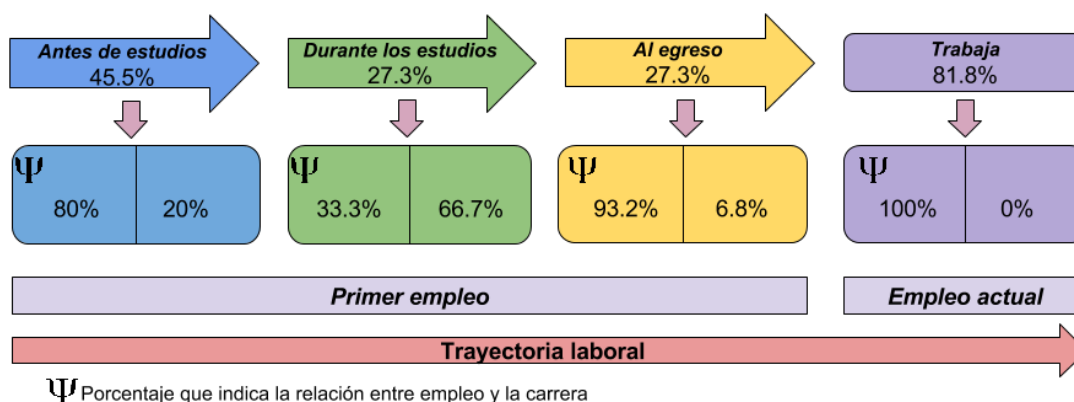 Antes de estudios
45.5%
Durante los estudios
27.3%
Al egreso
27.3%
Trabaja
81.8%
Ψ
80%
20%
Ψ
33.3%
66.7%
Ψ
93.2%
6.8%
Ψ
100%
0%
Primer empleo
Empleo actual
Trayectoria laboral
Ψ Porcentaje que indica la relación entre empleo y la carrera